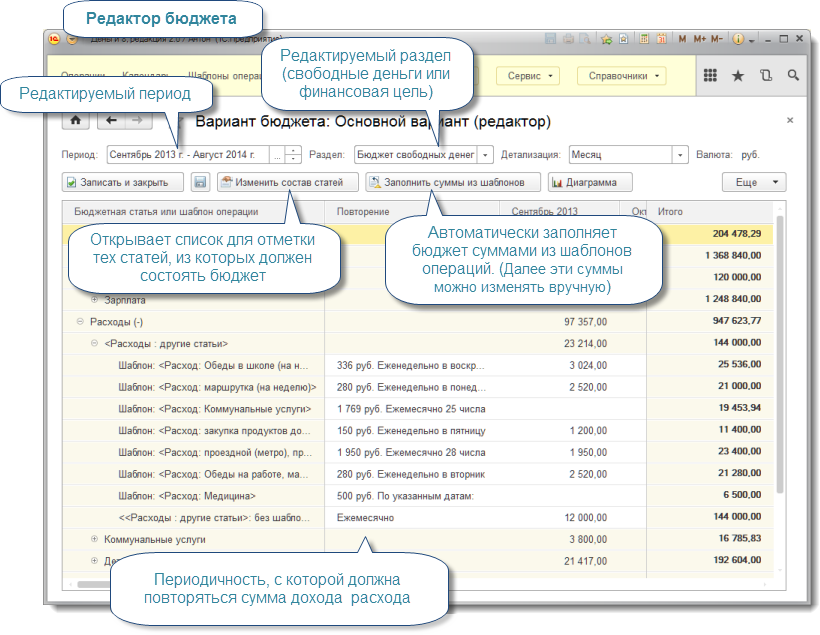 Редактор бюджета
Деньги 8, редакция 2.0 / Антон (1С:Предприятие)
M M+ M-
Редактируемый раздел
(свободные деньги или
финансовая цель)
Операции Календарь Шаблоны
Сервис Справочники
Редактируемый период
Вариант бюджета: Основной вариант (редактор)
Период: Сентябрь 2013 г. - Август 2014 г. ... Раздел: Бюджет свободных денег Детализация: Месяц Валюта: руб.
Записать и закрыть Изменить состав статей Заполнить суммы из шаблонов Диаграмма Еще
Бюджетная статья или шаблон операции Повторение Сентябрь 2013 Окт Итого
Открывает список для отметки
тех статей, из которых должен
состоять бюджет
Автоматически заполняет
бюджет суммами из шаблонов
операций. (Далее эти суммы
можно изменять вручную)
204 478,29
1 368 840,00
120 000,00
Зарплата 1 248 840,00
Расходы (-) 97 357,00 947 623,77
<Расходы : другие статьи> 23 214,00 144 000,00
Шаблон: <Расход: Обеды в школе (на н... 336 руб. Еженедельно в воскр... 3 024,00 25 536,00
Шаблон: <Расход: маршрутка (на неделю)> 280 руб. Еженедельно в понед... 2 520,00 21 000,00
Шаблон: <Расход: Коммунальные услуги> 1 769 руб. Ежемесячно 25 числа 19 453,94
Шаблон: <Расход: закупка продуктов до... 150 руб. Еженедельно в пятницу 1 200,00 11 400,00
Шаблон: <Расход: проездной (метро), пр... 1 950 руб. Ежемесячно 28 числа 1 950,00 23 400,00
Шаблон: <Расход: Обеды на работе, ма... 280 руб. Еженедельно в вторник 2 520,00 21 280,00
Шаблон: <Расход: Медицина> 500 руб. По указанным датам: 6 500,00
<<Расходы : другие статьи>: без шабло... Ежемесячно 12 000,00 144 000,00
Коммунальные услуги 3 800,00 16 785,83
21 417,00 192 604,00
Периодичность, с которой должна
повторяться сумма дохода расхода